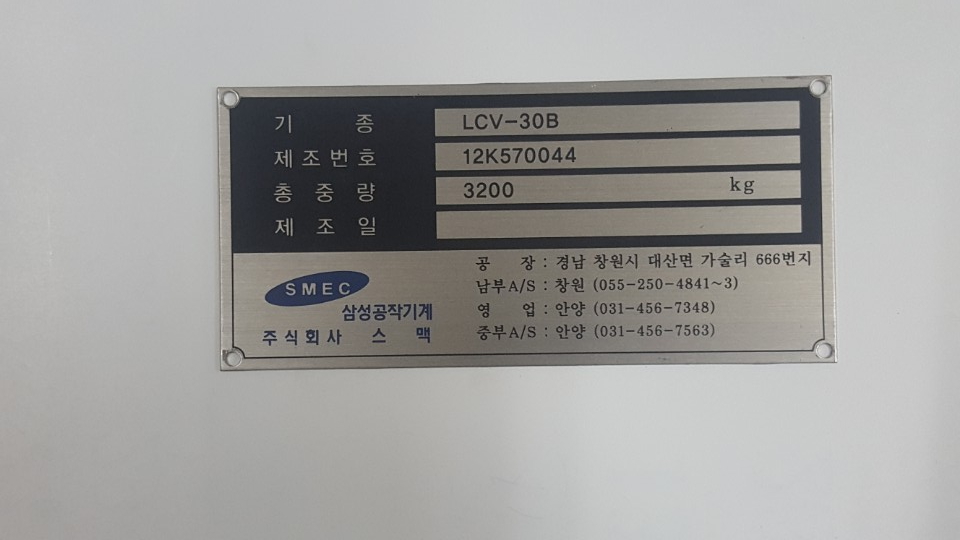 기 종 LCV-30B
제조번호 12K570044
총 중 량 3200 kg
제 조 일
공 장 : 경남 창원시 대산면 가술리 666번지
남부A/S : 창원 (055-250-4841~3)
영 업 : 안양 (031-456-7348)
중부A/S : 안양 (031-456-7563)
SMEC
삼성공작기계
주식회사 스 맥